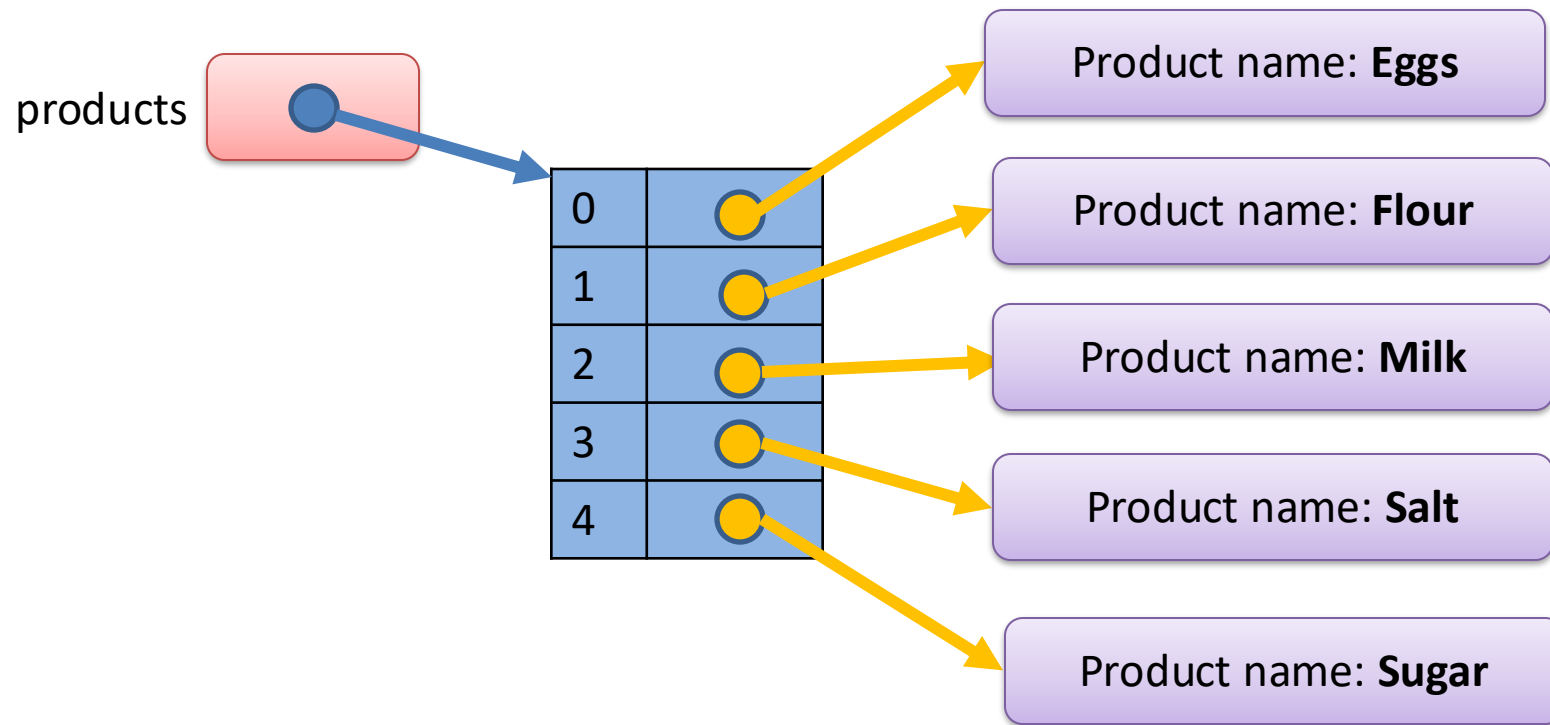 products
0
1
2
3
4
Product name: Eggs
Product name: Flour
Product name: Milk
Product name: Salt
Product name: Sugar